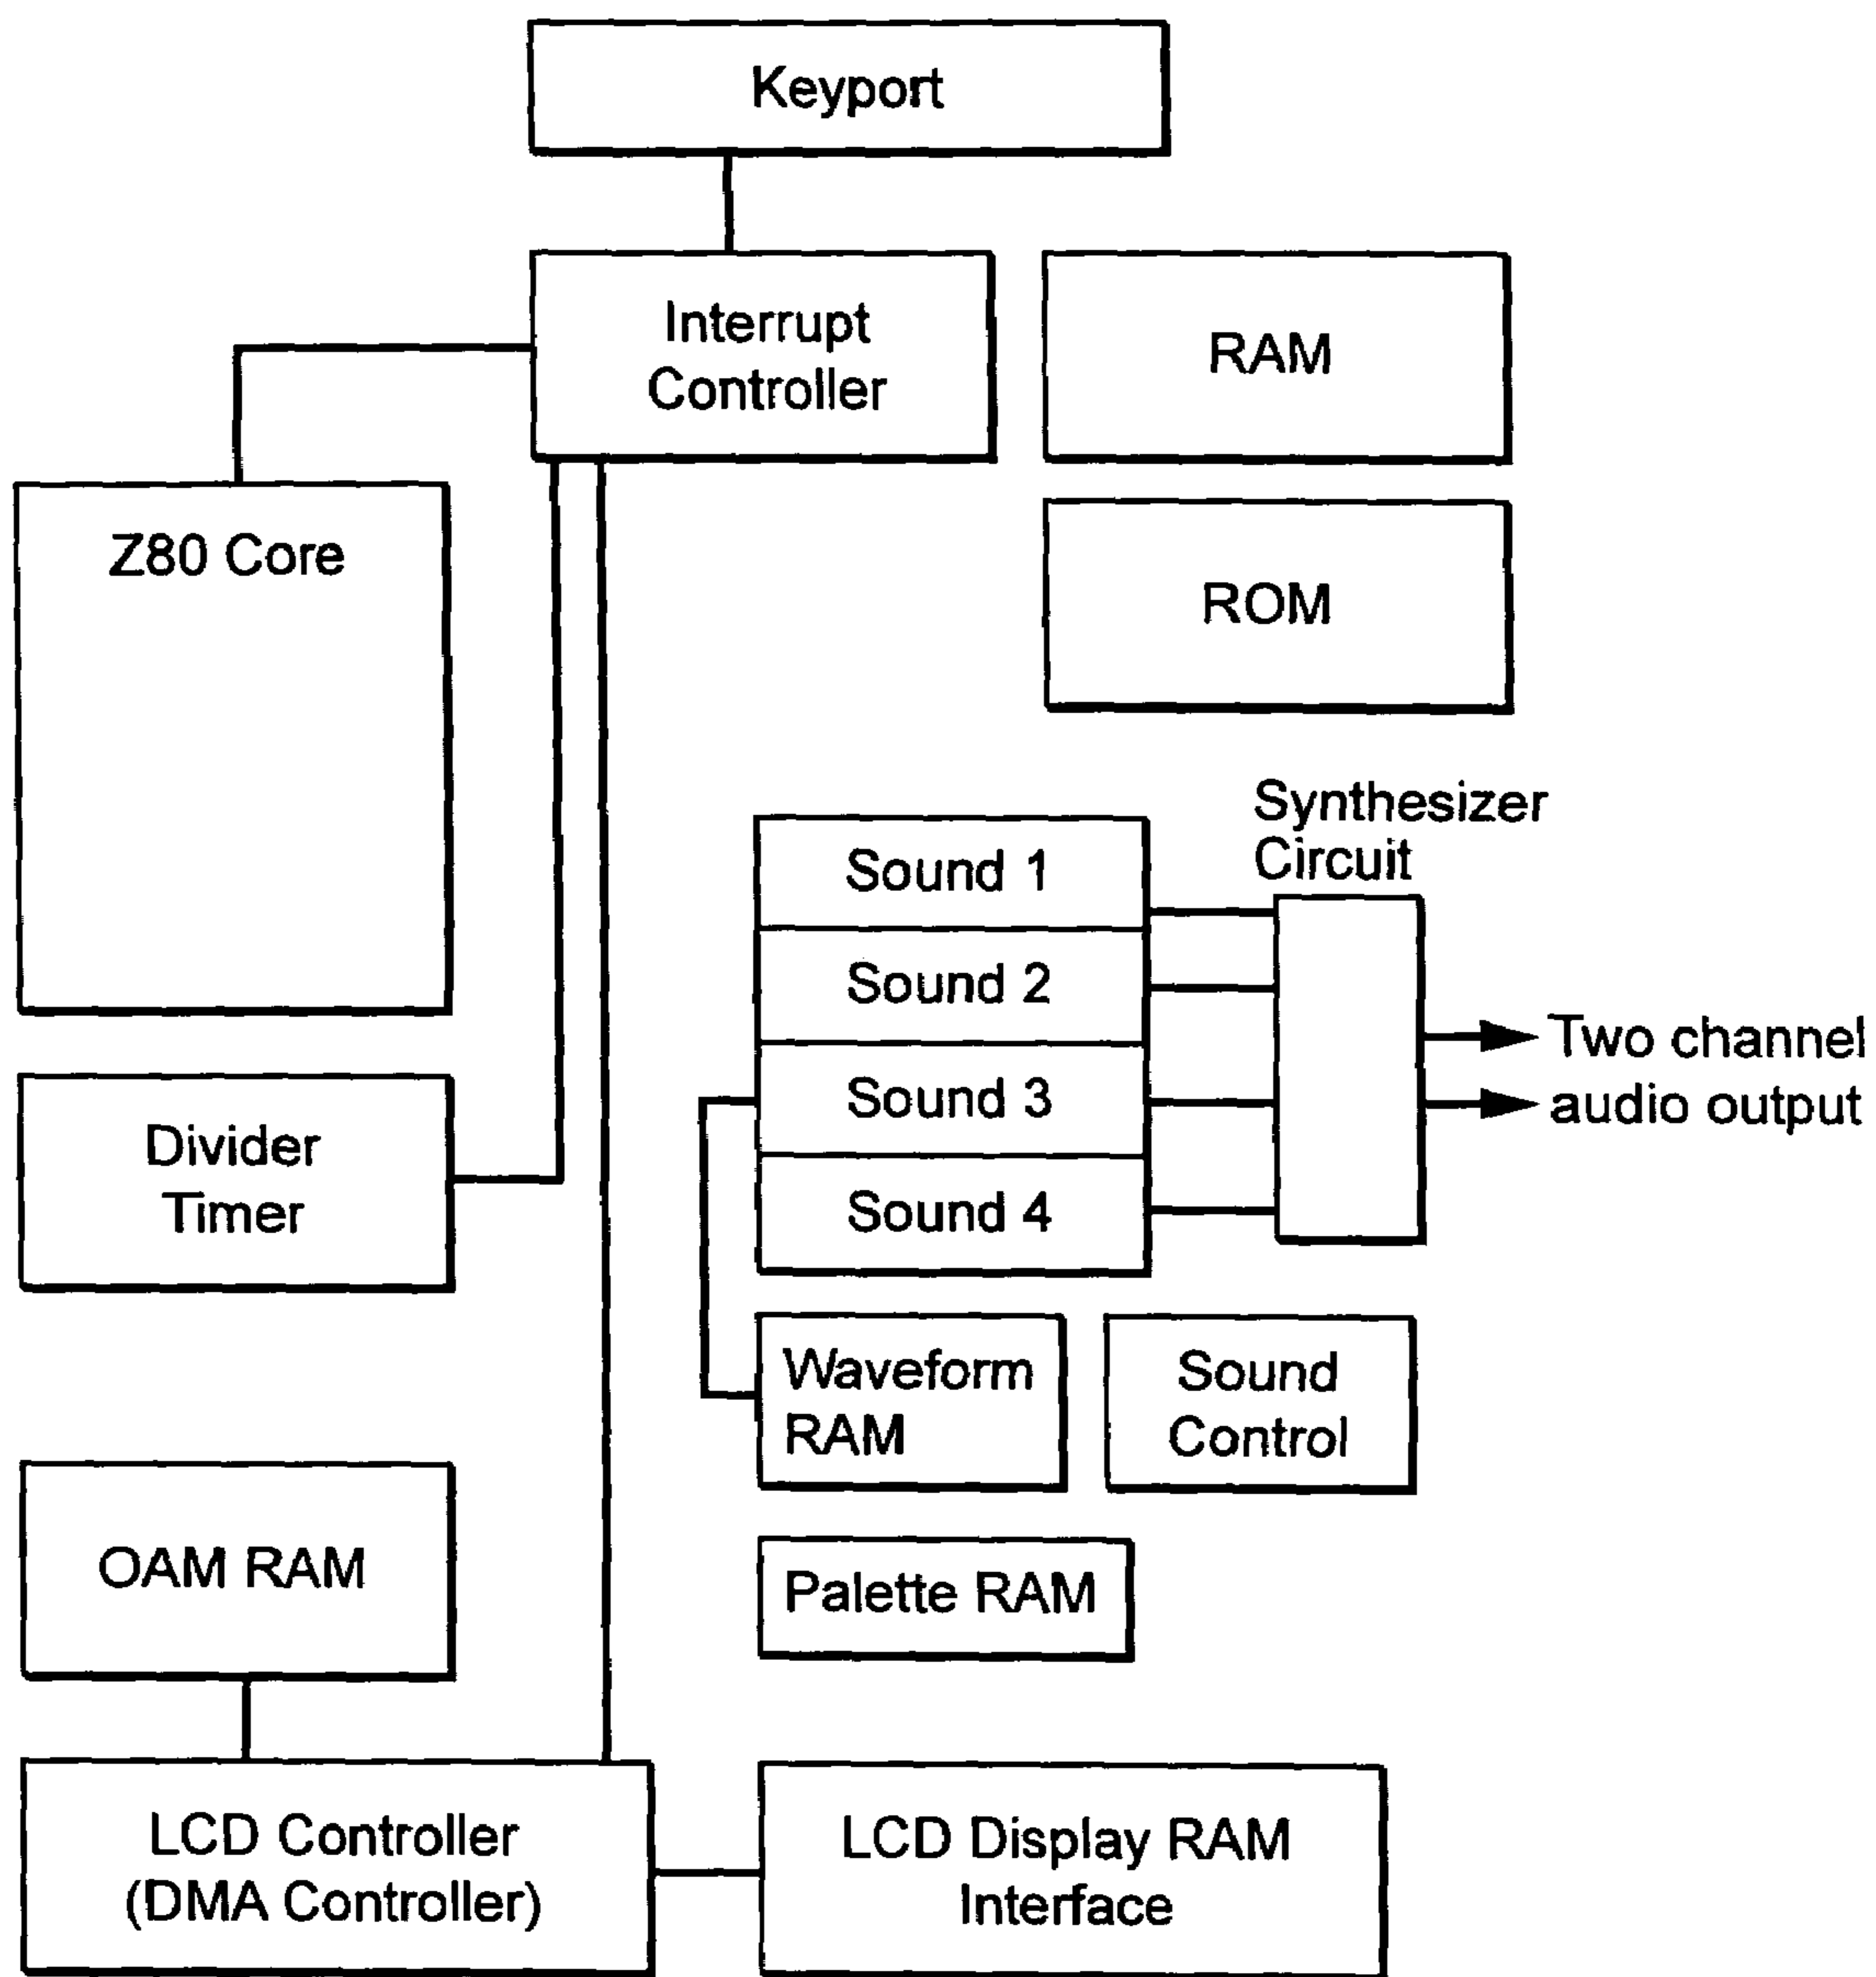 Keyport
Interrupt
Controller
RAM
Z80 Core
ROM
Synthesizer
Circuit
Sound 1
Sound 2
Sound 3
Sound 4
Two channel
audio output
Divider
Timer
Waveform
RAM
Sound
Control
OAM RAM
Palette RAM
LCD Controller
(DMA Controller)
LCD Display RAM
Interface